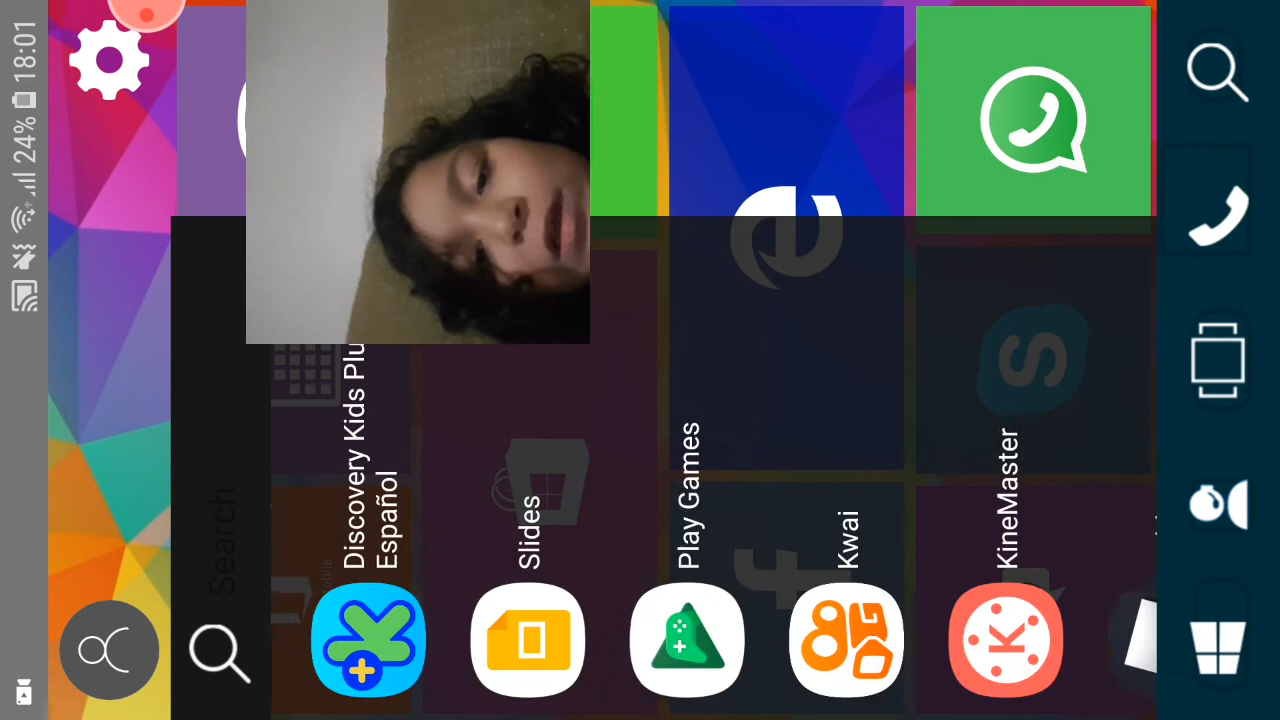 24% 18:01
Search
Discovery Kids Plu
Español
Slides
Play Games
Kwai
KineMaster